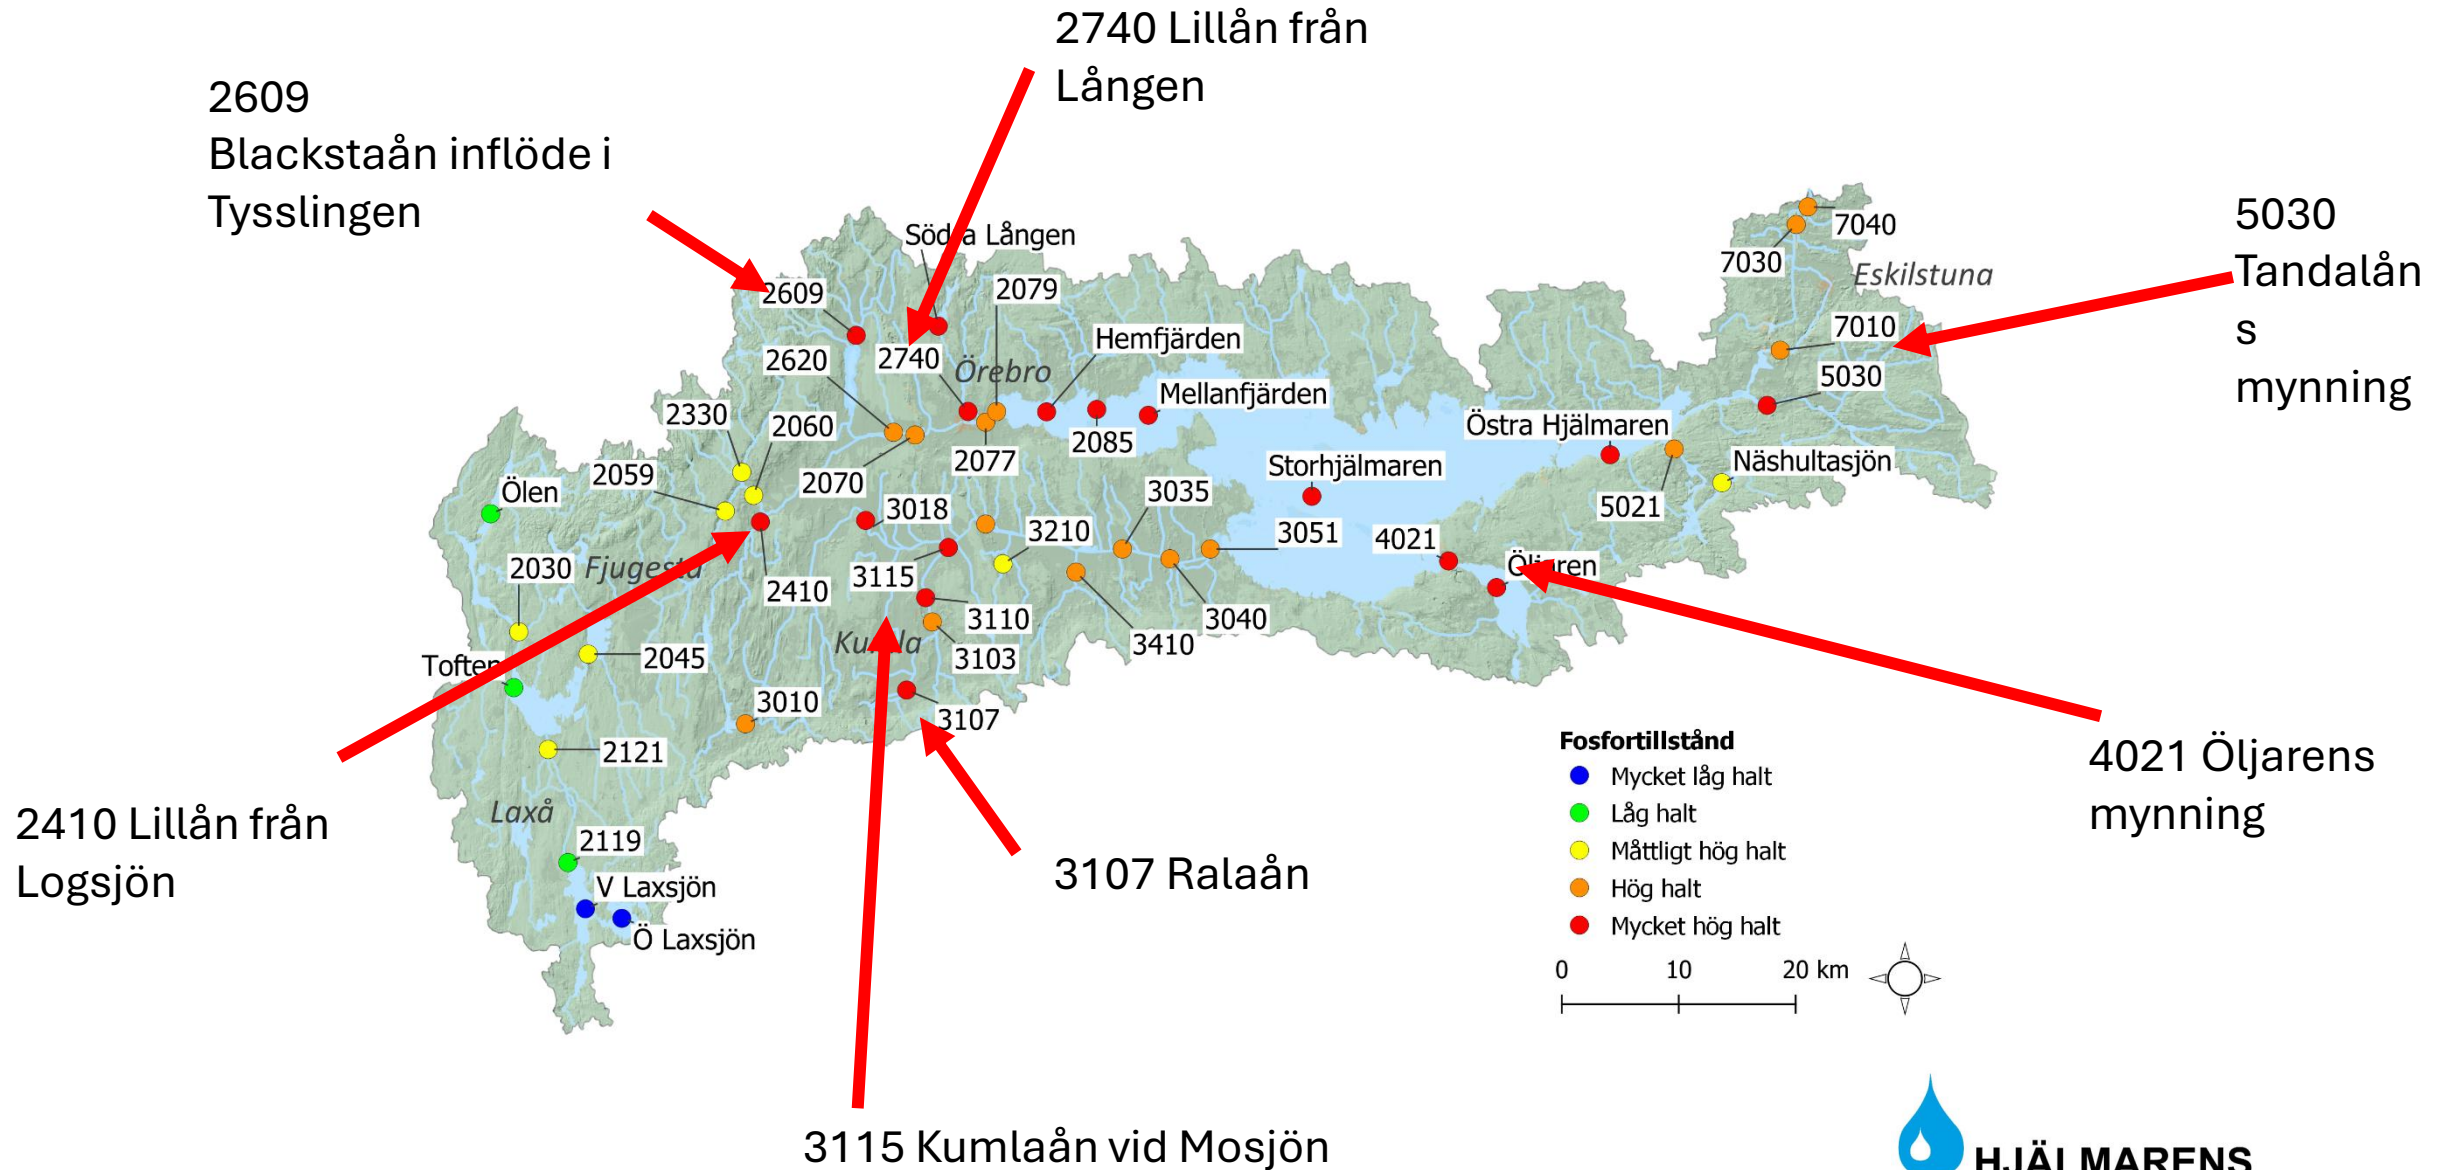 2740 Lillån från
Lången
2609
Blackstaån inflöde i
Tysslingen
5030
Tandalån
s
mynning
Södra Lången
7040
7030
Eskilstuna
2609
2079
7010
2620
2740
Örebro
Hemfjärden
5030
Mellanfjärden
2330
2060
2085
Östra Hjälmaren
2059
2070
2077
Storhjälmaren
Näshultasjön
Ölen
3035
5021
3018
3210
3051
4021
2030
Fjugesta
2410
3115
Öljaren
3110
3040
Kumla
3410
3103
Toften
2045
3010
3107
2121
Laxå
2119
V Laxsjön
Ö Laxsjön
Fosfortillstånd
Mycket låg halt
Låg halt
Måttligt hög halt
Hög halt
Mycket hög halt
0 10 20 km
4021 Öljarens
mynning
2410 Lillån från
Logsjön
3107 Ralaån
3115 Kumlaån vid Mosjön
HJÄLMARENS